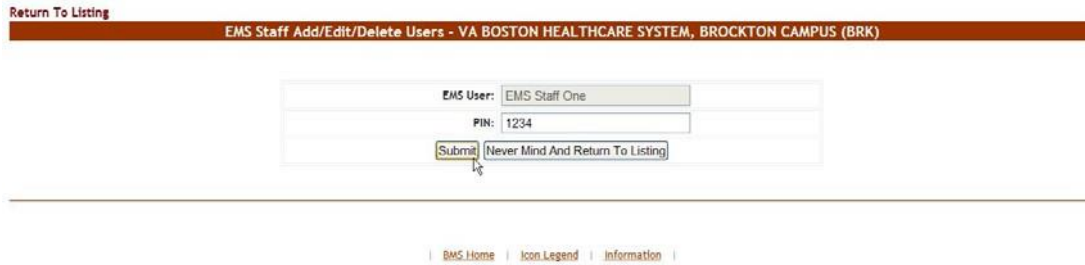 Return To Listing
EMS Staff Add/Edit/Delete Users - VA BOSTON HEALTHCARE SYSTEM, BROCKTON CAMPUS (BRK)
EMS User: EMS Staff One
PIN: 1234
Submit Never Mind And Return To Listing
| BMS Home | Icon Legend | Information |